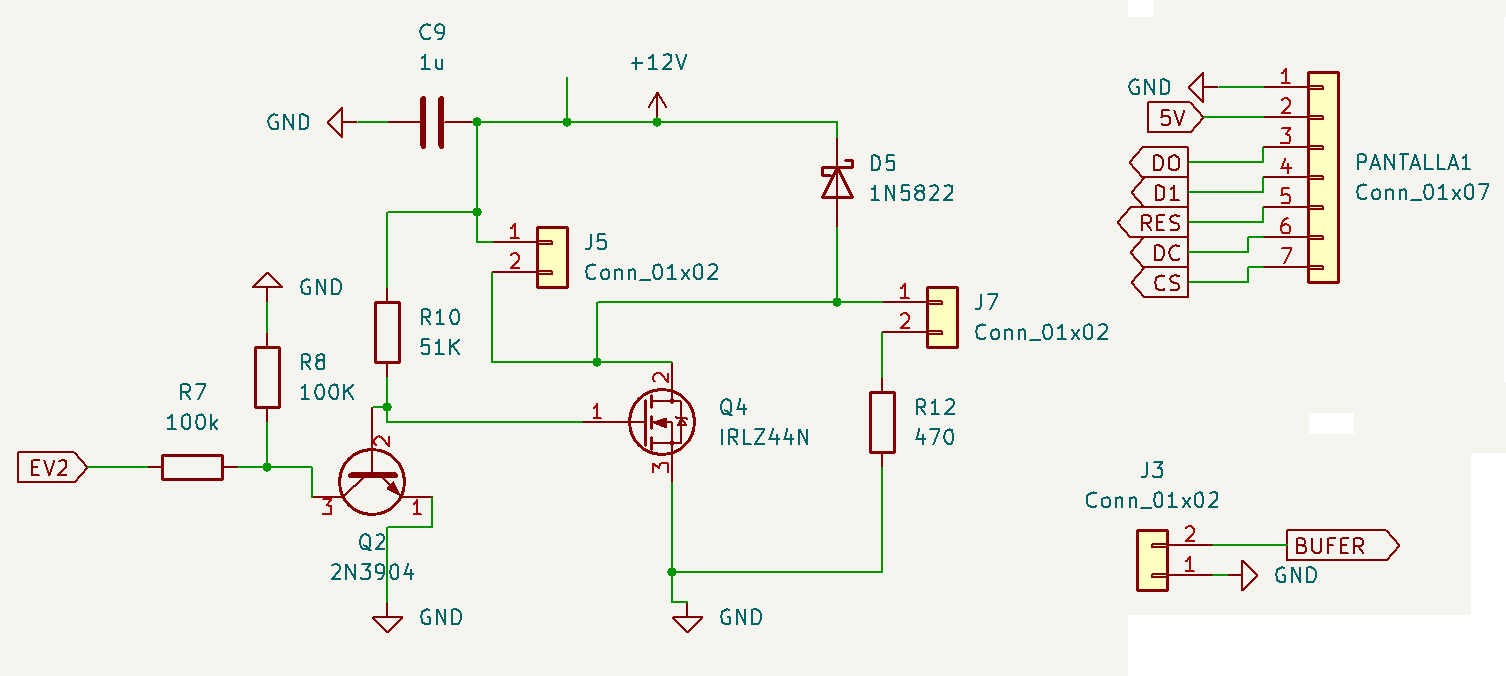 C9
1u
+12V
GND
D5
1N5822
1
2
J5
Conn_01x02
GND
R10
51K
R8
100K
R7
100k
EV2
2
3
1
Q2
2N3904
GND
1
2
3
Q4
IRLZ44N
GND
1
2
J7
Conn_01x02
R12
470
GND
5V
DO
D1
RES
DC
CS
1
2
3
4
5
6
7
PANTALLA1
Conn_01x07
J3
Conn_01x02
2
BUFER
1
GND